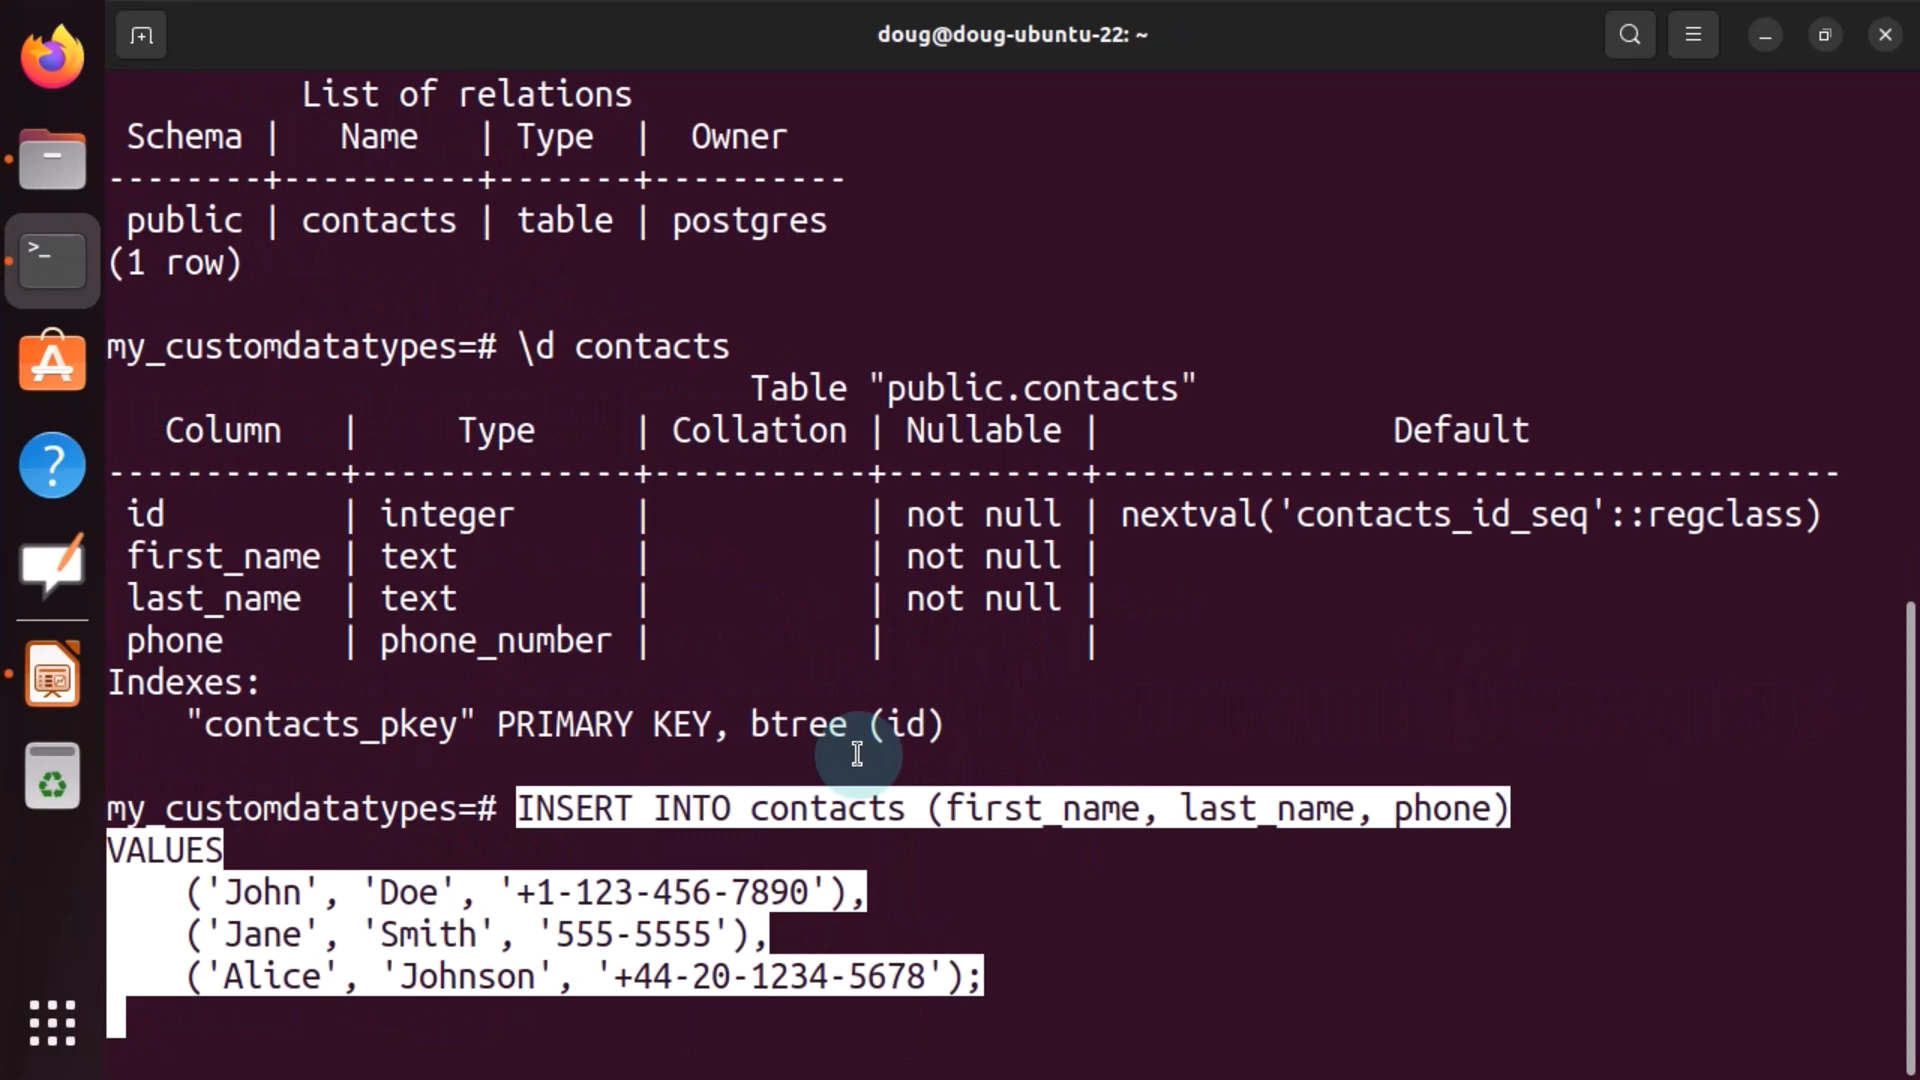 doug@doug-ubuntu-22: ~
List of relations
Schema |   Name   | Type  |  Owner
--------+----------+-------+----------
public | contacts | table | postgres
(1 row)
my_customdatatypes=# \d contacts
Table "public.contacts"
Column   |     Type     | Collation | Nullable |               Default
------------+--------------+-----------+----------+--------------------------------------
id         | integer      |           | not null | nextval('contacts_id_seq'::regclass)
first_name | text         |           | not null |
last_name  | text         |           | not null |
phone      | phone_number |           |          |
Indexes:
"contacts_pkey" PRIMARY KEY, btree (id)
my_customdatatypes=# INSERT INTO contacts (first_name, last_name, phone)
VALUES
('John', 'Doe', '+1-123-456-7890'),
('Jane', 'Smith', '555-5555'),
('Alice', 'Johnson', '+44-20-1234-5678');